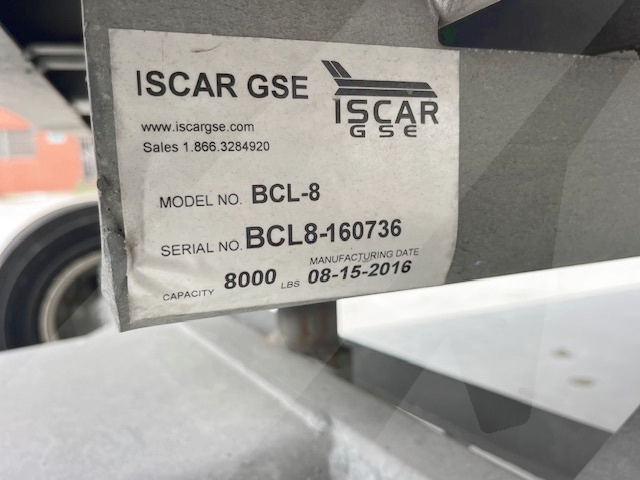 ISCAR GSE
ISCAR
GSE
www.iscargse.com
Sales 1.866.3284920
MODEL NO. BCL-8
SERIAL NO. BCL8-160736
MANUFACTURING DATE
CAPACITY 8000 LBS 08-15-2016